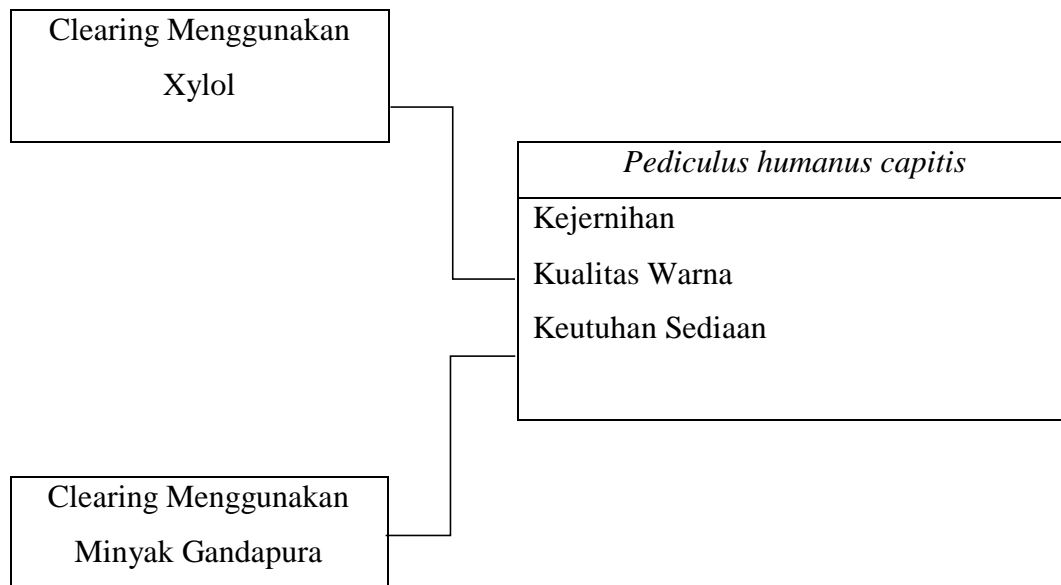 Clearing Menggunakan
Xylol
Pediculus humanus capitis
Kejernihan
Kualitas Warna
Keutuhan Sediaan
Clearing Menggunakan
Minyak Gandapura